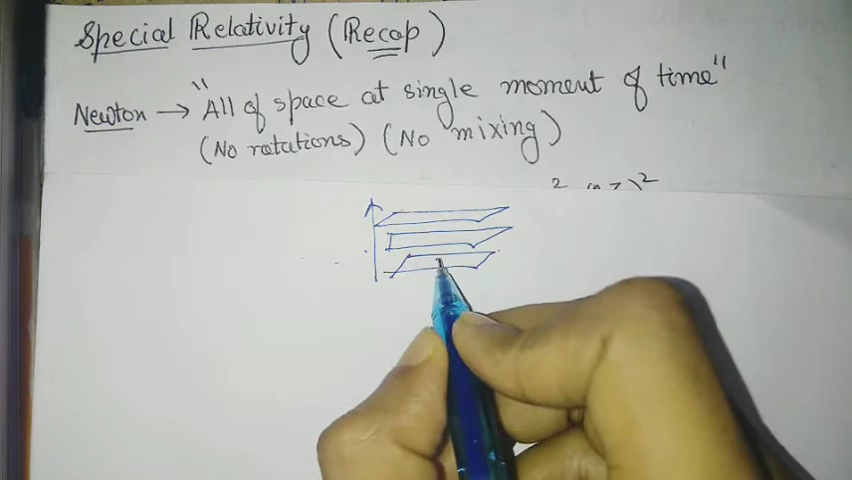 Special Relativity (Recap)
Newton → "All of space at single moment of time"
(No rotations) (No mixing)